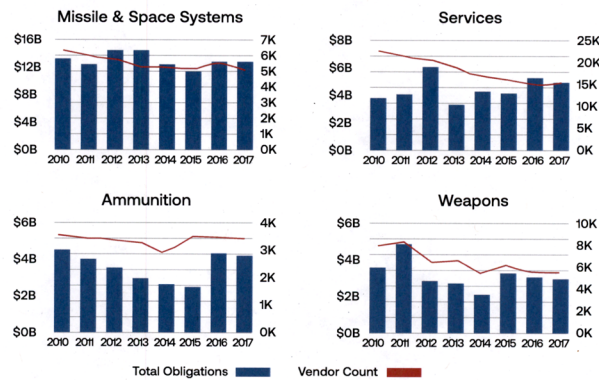 Missile & Space Systems
$16B
$12B
$8B
$4B
$0B
7K
6K
5K
4K
3K
2K
1K
0K
2010 2011 2012 2013 2014 2015 2016 2017
Services
$8B
$6B
$4B
$2B
$0B
25K
20K
15K
10K
5K
0K
2010 2011 2012 2013 2014 2015 2016 2017
Ammunition
$6B
$4B
$2B
$0B
4K
3K
2K
1K
0K
2010 2011 2012 2013 2014 2015 2016 2017
Weapons
$6B
$4B
$2B
$0B
10K
8K
6K
4K
2K
0K
2010 2011 2012 2013 2014 2015 2016 2017
Total Obligations Vendor Count